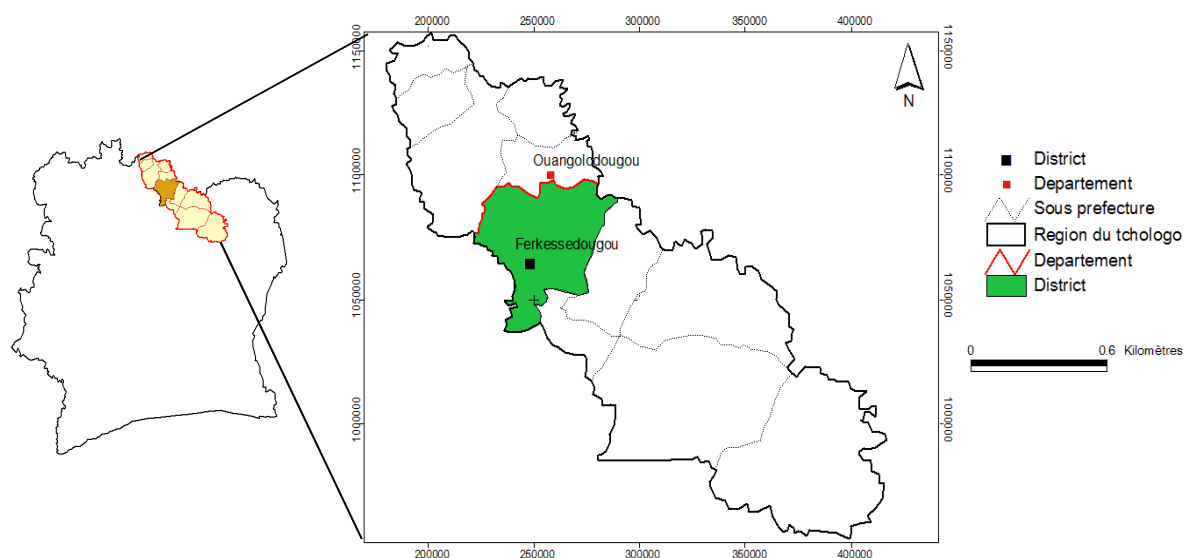 200000 250000 300000 350000 400000
1150000 1150000
N
Ouangolodougou
1100000 1100000
Ferkessedougou
1050000 1050000
1000000 1000000
200000 250000 300000 350000 400000
District
Departement
Sous prefecture
Region du tchologo
Departement
District
0 0.6 Kilomètres